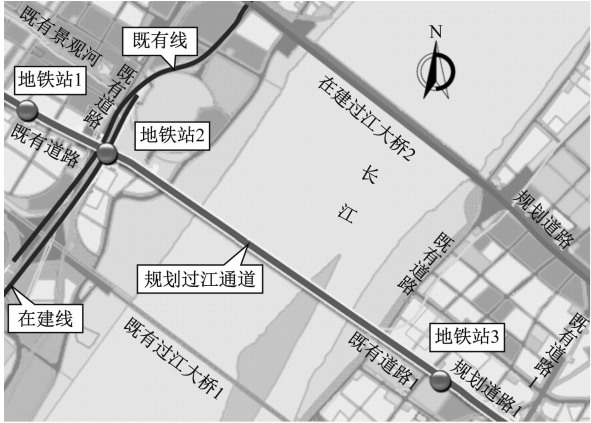 既有景观河
既有线
N
地铁站1
既有道路
地铁站2
既有道路
在建过江大桥2
长江
规划道路
既有道路
规划过江通道
在建线
既有过江大桥1
既有道路1
地铁站3
规划道路1
既有道路1